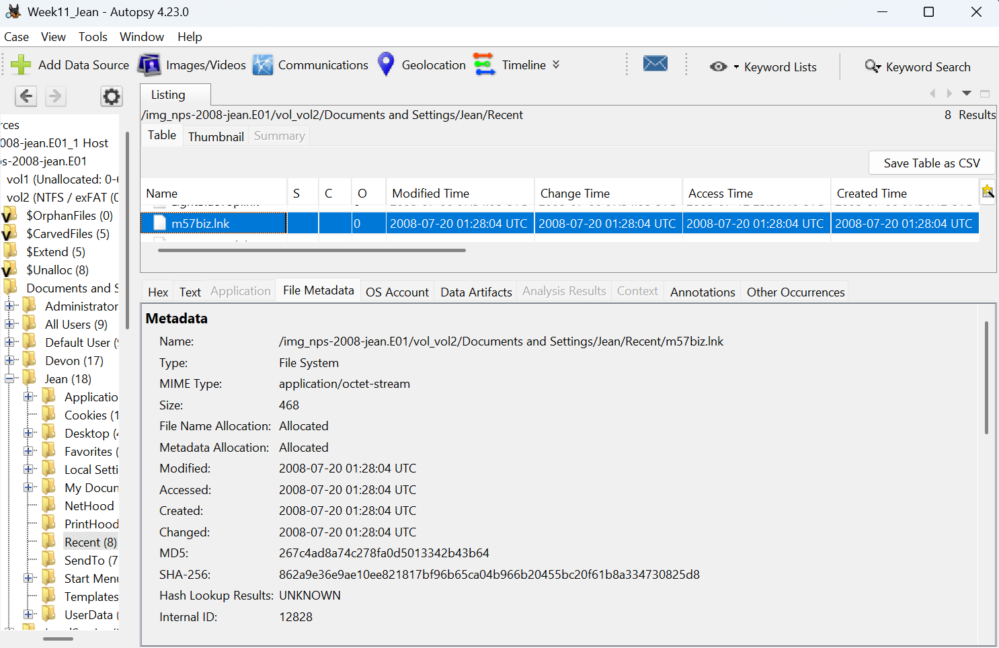 Week11_Jean - Autopsy 4.23.0
Case View Tools Window Help
Add Data Source Images/Videos Communications Geolocation Timeline Keyword Lists Keyword Search
Listing
/img_nps-2008-jean.E01/vol_vol2/Documents and Settings/Jean/Recent 8 Results
Table Thumbnail Summary
Save Table as CSV
Name S C O Modified Time Change Time Access Time Created Time
m57biz.lnk 0 2008-07-20 01:28:04 UTC 2008-07-20 01:28:04 UTC 2008-07-20 01:28:04 UTC 2008-07-20 01:28:04 UTC
rces
008-jean.E01_1 Host
s-2008-jean.E01
vol1 (Unallocated: 0-6
vol2 (NTFS / exFAT (0
$OrphanFiles (0)
$CarvedFiles (5)
$Extend (5)
$Unalloc (8)
Documents and S
Administrator
All Users (9)
Default User (9
Devon (17)
Jean (18)
Applicatio
Cookies (1
Desktop (4
Favorites (
Local Setti
My Docun
NetHood
PrintHood
Recent (8)
SendTo (7
Start Menu
Templates
UserData (
Hex Text Application File Metadata OS Account Data Artifacts Analysis Results Context Annotations Other Occurrences
Metadata
Name: /img_nps-2008-jean.E01/vol_vol2/Documents and Settings/Jean/Recent/m57biz.lnk
Type: File System
MIME Type: application/octet-stream
Size: 468
File Name Allocation: Allocated
Metadata Allocation: Allocated
Modified: 2008-07-20 01:28:04 UTC
Accessed: 2008-07-20 01:28:04 UTC
Created: 2008-07-20 01:28:04 UTC
Changed: 2008-07-20 01:28:04 UTC
MD5: 267c4ad8a74c278fa0d5013342b43b64
SHA-256: 862a9e36e9ae10ee821817bf96b65ca04b966b20455bc20f61b8a334730825d8
Hash Lookup Results: UNKNOWN
Internal ID: 12828